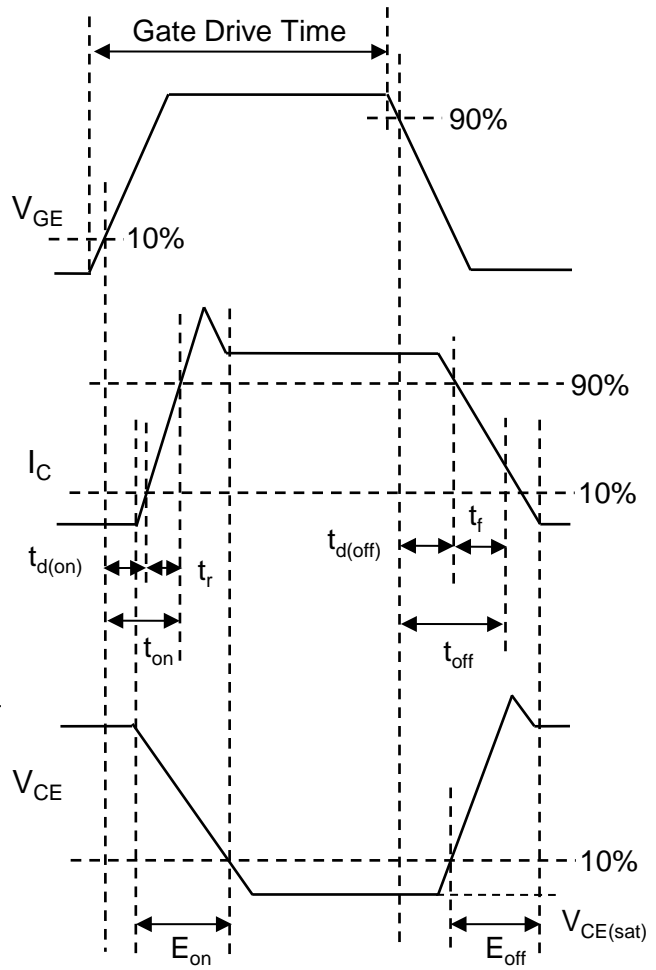 Gate Drive Time
90%
V_GE
10%
90%
I_C
10%
t_d(on)
t_r
t_d(off)
t_f
t_on
t_off
V_CE
10%
V_CE(sat)
E_on
E_off